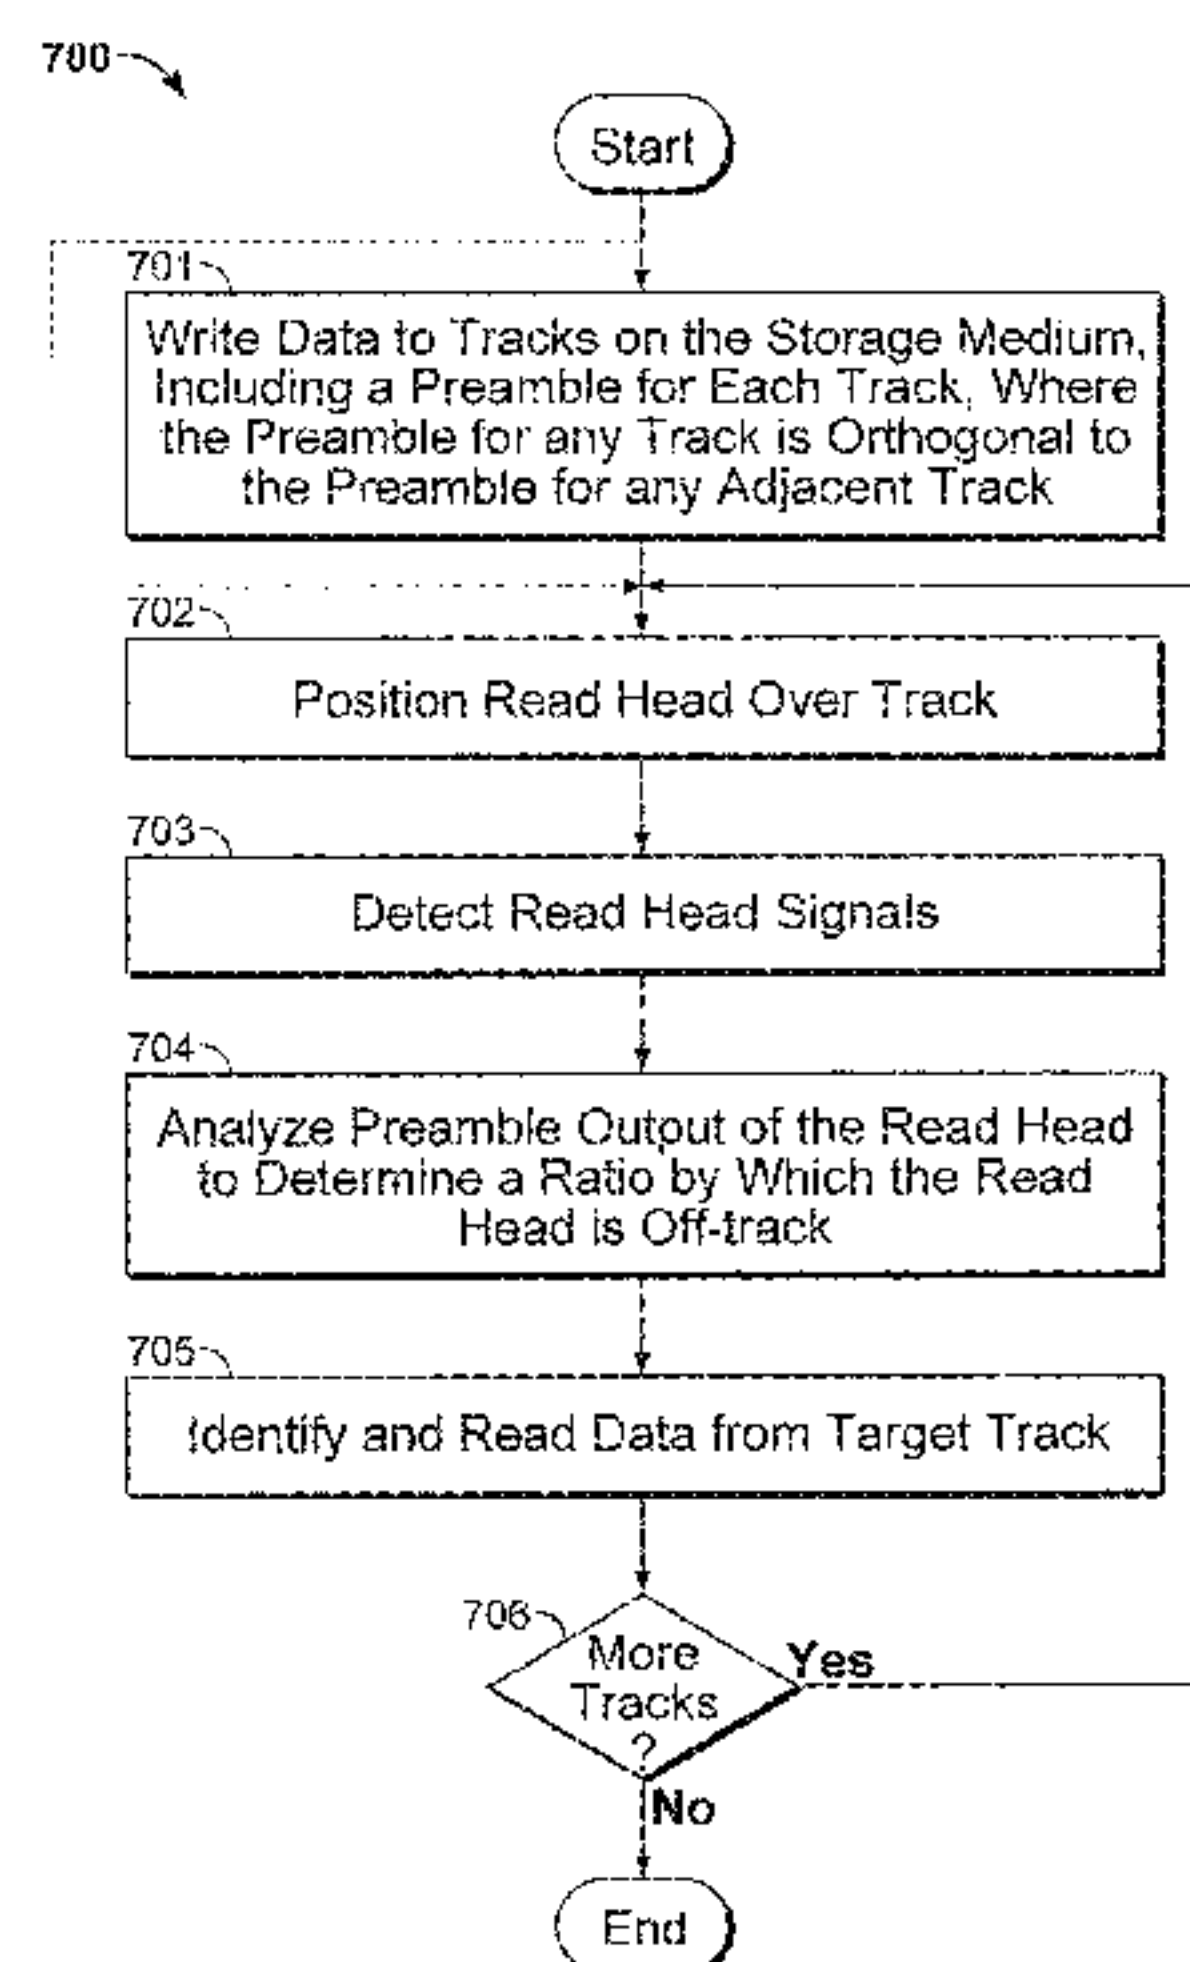 700
Start
701
Write Data to Tracks on the Storage Medium,
Including a Preamble for Each Track, Where
the Preamble for any Track is Orthogonal to
the Preamble for any Adjacent Track
702
Position Read Head Over Track
703
Detect Read Head Signals
704
Analyze Preamble Output of the Read Head
to Determine a Ratio by Which the Read
Head is Off-track
705
Identify and Read Data from Target Track
706
More
Tracks
?
Yes
No
End